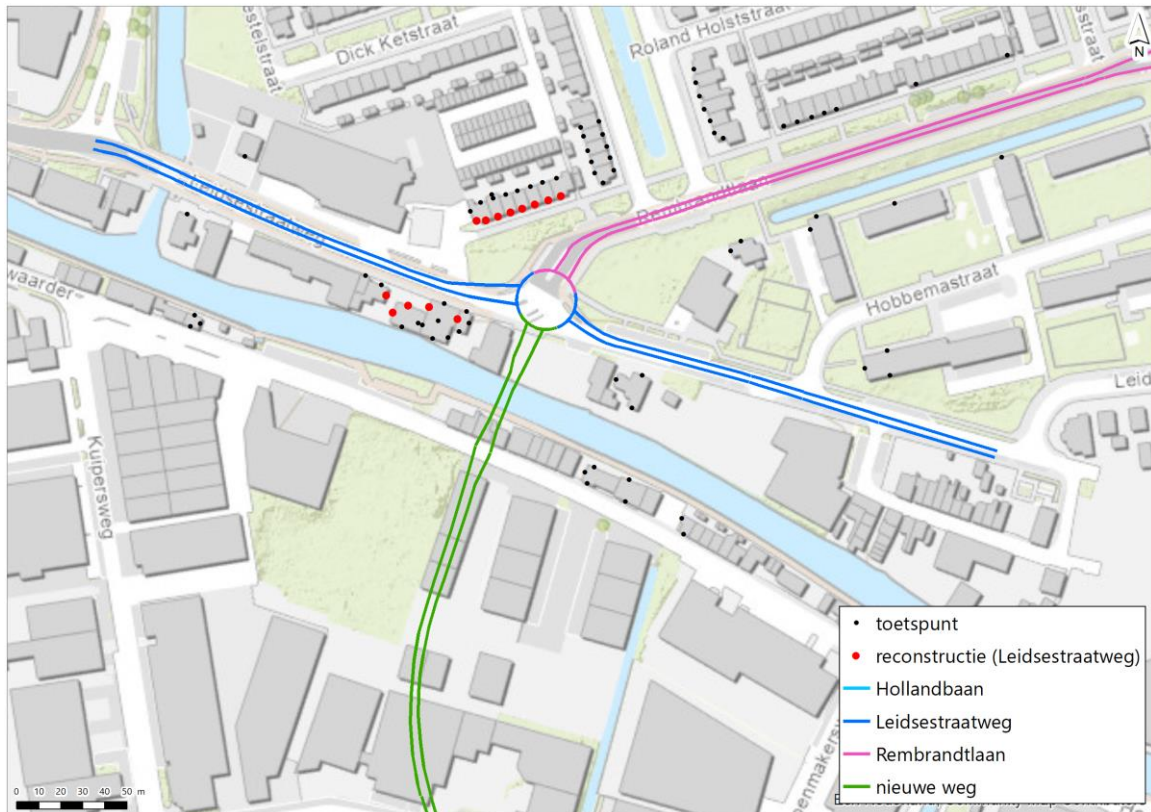 Dick Ketstraat
Roland Holststraat
N
Rembrandtlaan
Leidsestraatweg
Hobbemastraat
Leid
waarder
Kuipersweg
penmakersw
toetspunt
reconstructie (Leidsestraatweg)
Hollandbaan
Leidsestraatweg
Rembrandtlaan
nieuwe weg
0 10 20 30 40 50 m